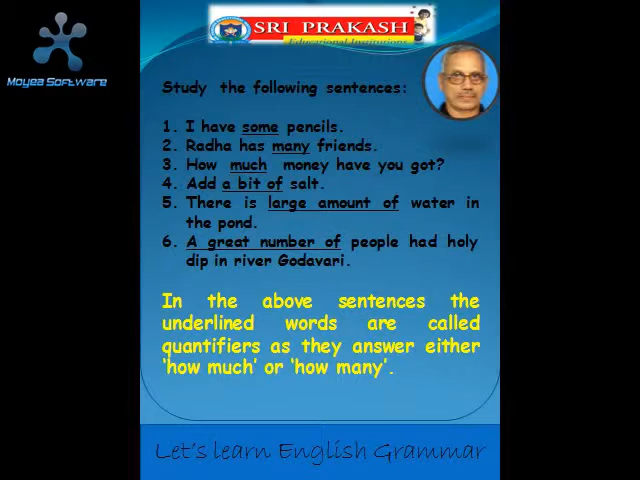 SRI PRAKASH
Educational Institutions
Moyea Software
Study the following sentences:
1. I have some pencils.
2. Radha has many friends.
3. How much money have you got?
4. Add a bit of salt.
5. There is large amount of water in
the pond.
6. A great number of people had holy
dip in river Godavari.
In the above sentences the
underlined words are called
quantifiers as they answer either
'how much' or 'how many'.
Let's learn English Grammar